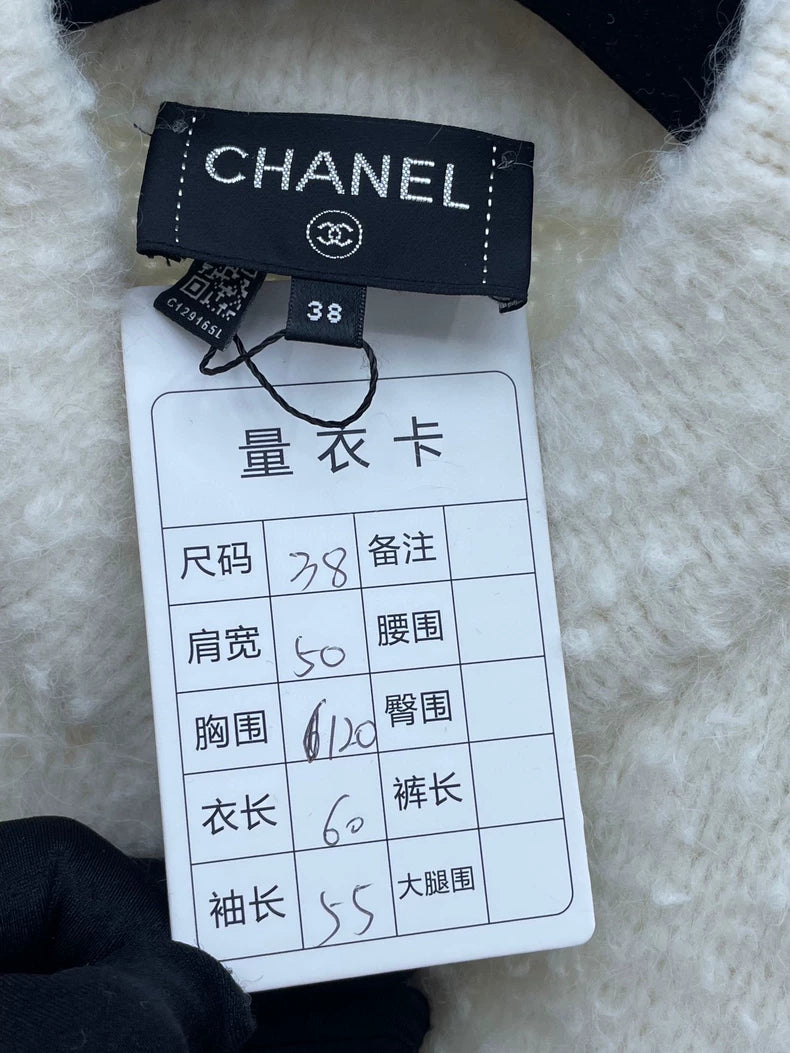 CHANEL
C129165L
38
量衣卡
尺码 38 备注
肩宽 50 腰围
胸围 120 臀围
衣长 60 裤长
袖长 55 大腿围